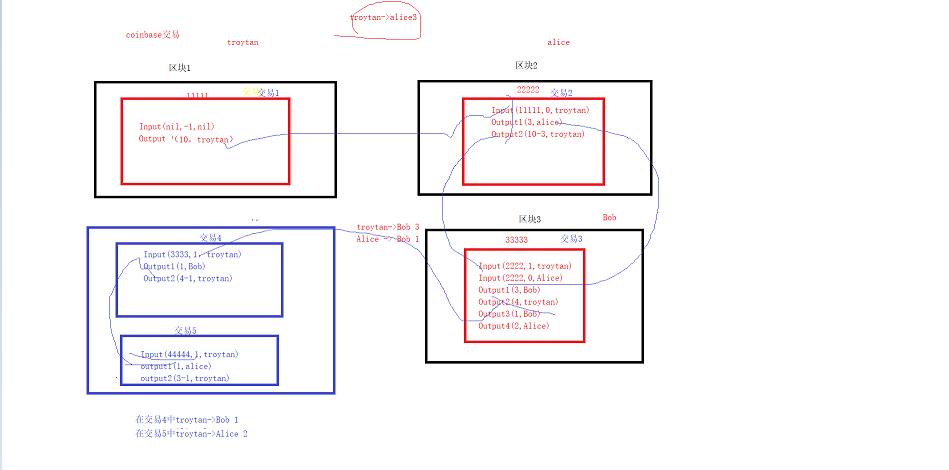 troytan->alice3
coinbase交易
troytan
alice
区块1
区块2
11111
交易1
22222
交易2
Input(nil,-1,nil)
Output (10, troytan)
Input(11111,0,troytan)
Output1(3,alice)
Output2(10-3,troytan)
区块3
Bob
troytan->Bob 3
Alice -> Bob 1
交易4
Input(3333,1, troytan)
Output1(1,Bob)
Output2(4-1,troytan)
33333
交易3
Input(2222,1,troytan)
Input(2222,0,Alice)
Output1(3,Bob)
Output2(4,troytan)
Output3(1,Bob)
Output4(2,Alice)
交易5
Input(44444,1,troytan)
output1(1,alice)
output2(3-1,troytan)
在交易4中troytan->Bob 1
在交易5中troytan->Alice 2